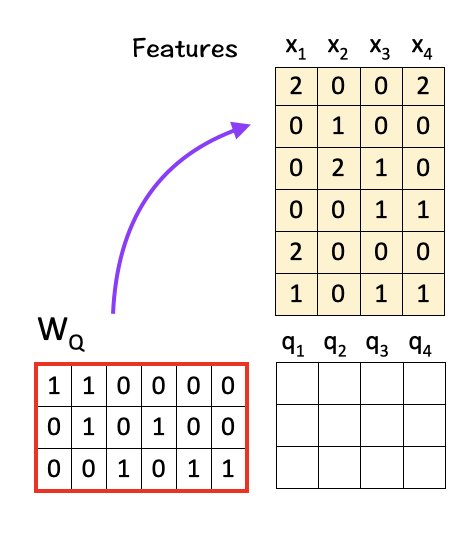 Features x₁ x₂ x₃ x₄
2 0 0 2
0 1 0 0
0 2 1 0
0 0 1 1
2 0 0 0
1 0 1 1
W_Q
q₁ q₂ q₃ q₄
1 1 0 0 0 0
0 1 0 1 0 0
0 0 1 0 1 1